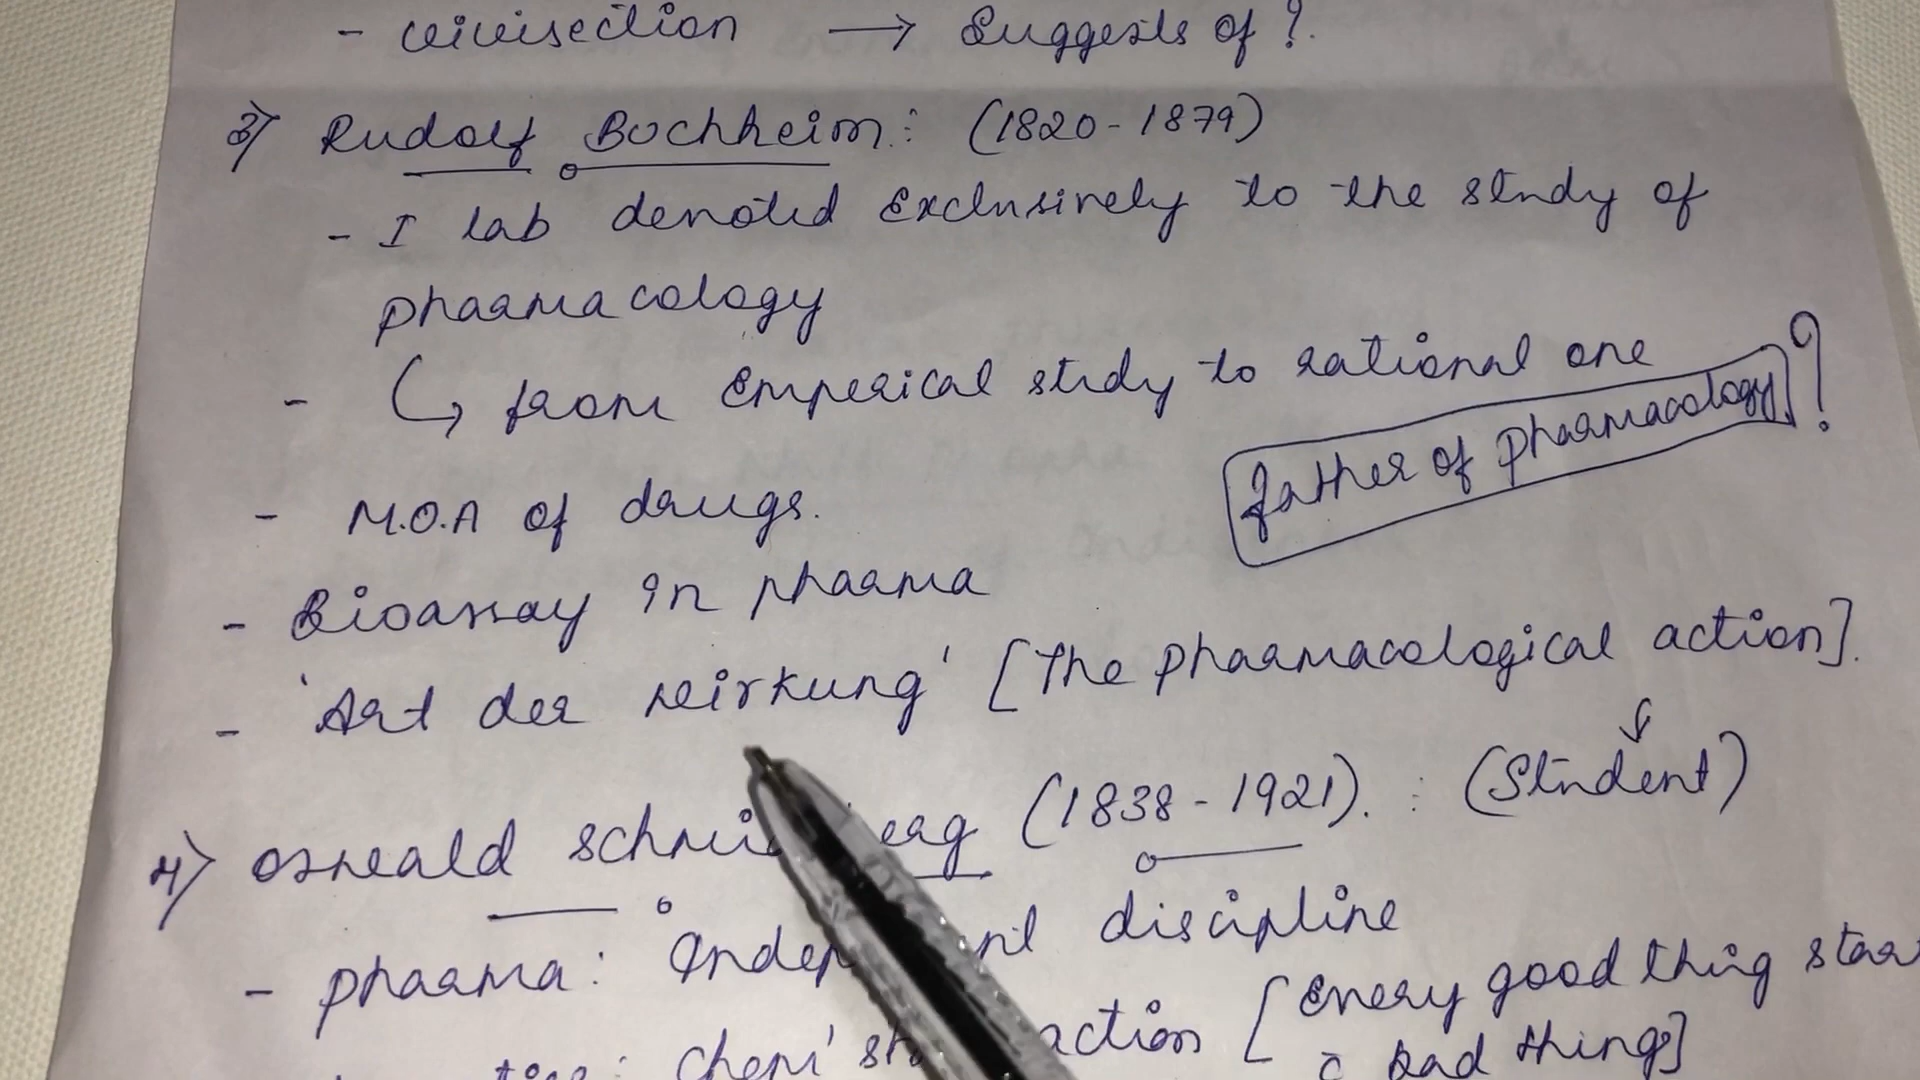 - vivisection → Suggests of ?.
3) Rudolf Buchheim: (1820-1879)
- I lab devoted Exclusively to the study of
pharmacology
- ↳ from Emperical study to rational one
father of pharmacology ?
- M.O.A of drugs.
- Bioassay in pharma
- 'Art der wirkung' [The pharmacological action].
4) Oswald (1838-1921). : (Student)
- pharma: discipline
action [Every good thing
bad things]